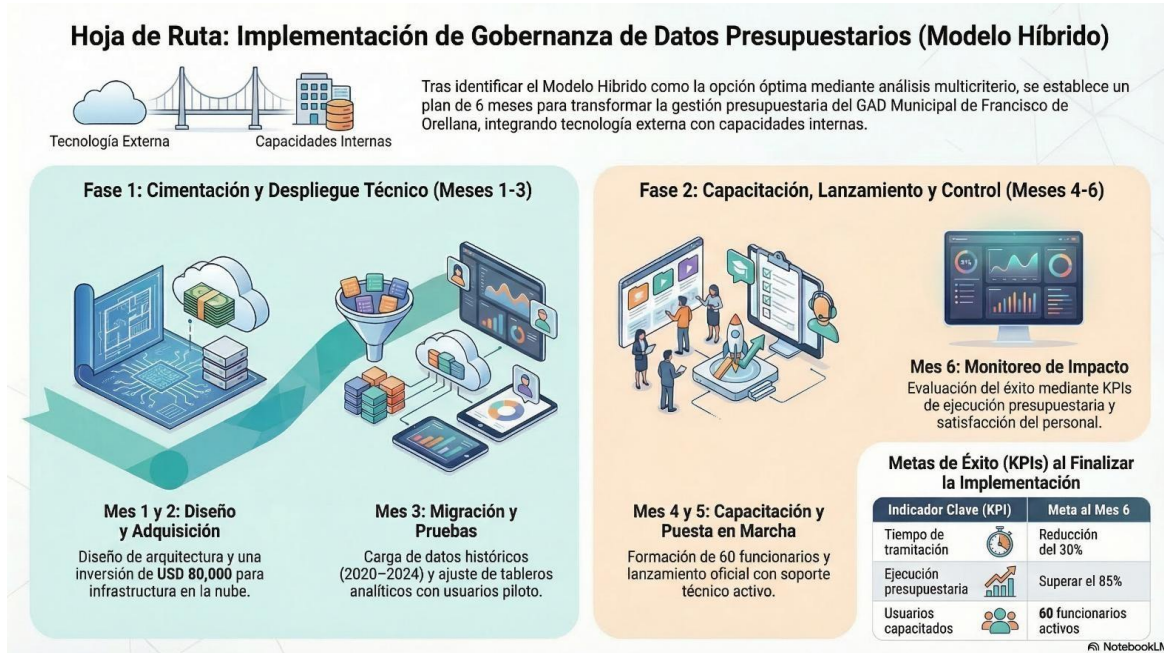 Hoja de Ruta: Implementación de Gobernanza de Datos Presupuestarios (Modelo Híbrido)
Tecnología Externa
Capacidades Internas
Tras identificar el Modelo Hibrido como la opción óptima mediante análisis multicriterio, se establece un
plan de 6 meses para transformar la gestión presupuestaria del GAD Municipal de Francisco de
Orellana, integrando tecnología externa con capacidades internas.
Fase 1: Cimentación y Despliegue Técnico (Meses 1-3)
Mes 1 y 2: Diseño
y Adquisición
Diseño de arquitectura y una
inversión de USD 80,000 para
infraestructura en la nube.
Mes 3: Migración y
Pruebas
Carga de datos históricos
(2020–2024) y ajuste de tableros
analíticos con usuarios piloto.
Fase 2: Capacitación, Lanzamiento y Control (Meses 4-6)
Mes 4 y 5: Capacitación y
Puesta en Marcha
Formación de 60 funcionarios y
lanzamiento oficial con soporte
técnico activo.
Mes 6: Monitoreo de Impacto
Evaluación del éxito mediante KPIs
de ejecución presupuestaria y
satisfacción del personal.
Metas de Éxito (KPIs) al Finalizar
la Implementación
Indicador Clave (KPI) Meta al Mes 6
Tiempo de
tramitación
Reducción
del 30%
Ejecución
presupuestaria
Superar el 85%
Usuarios
capacitados
60 funcionarios
activos
NotebookLM